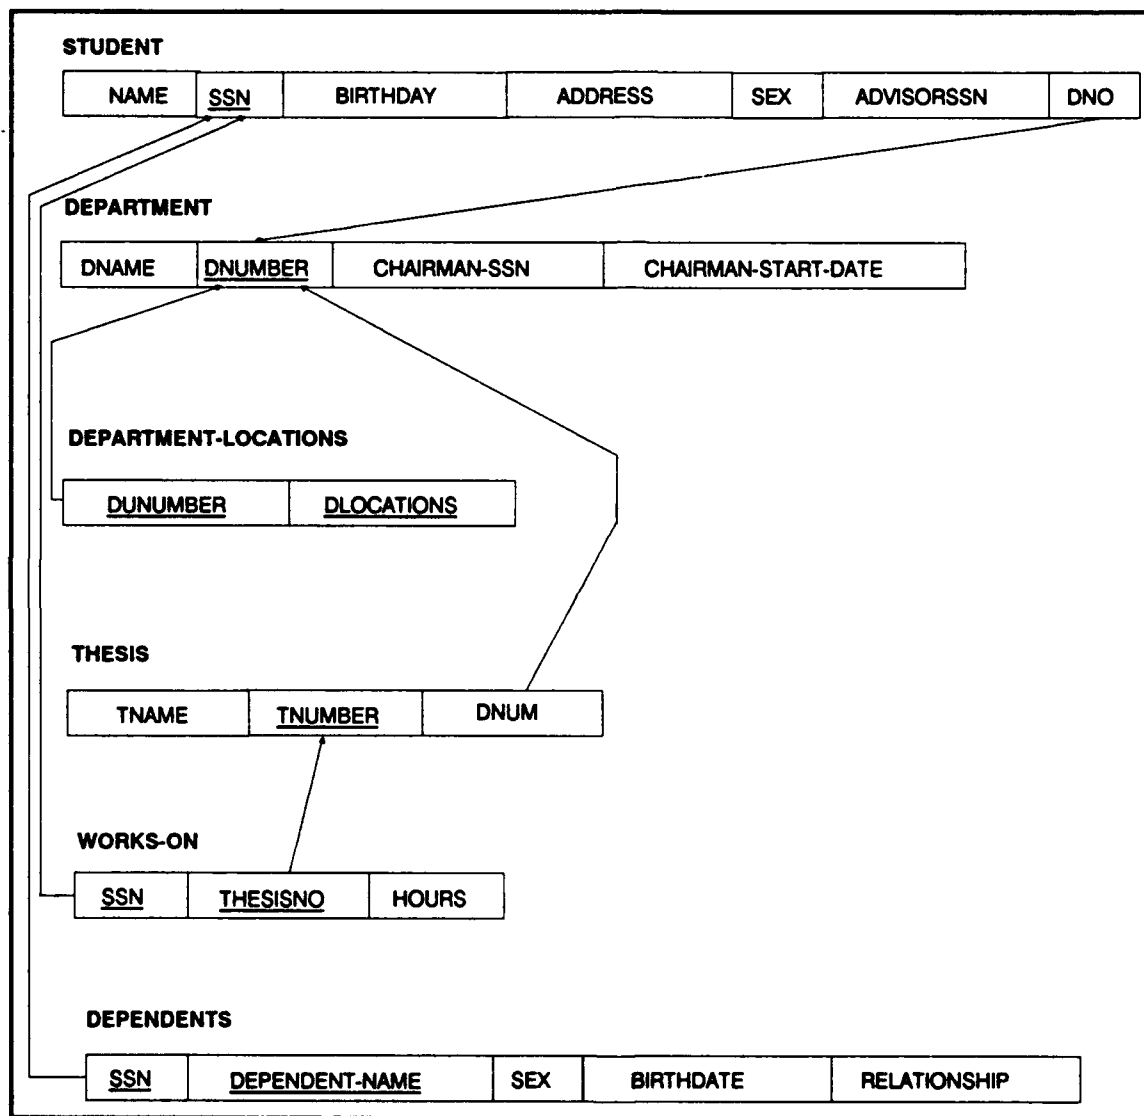 STUDENT
NAME SSN BIRTHDAY ADDRESS SEX ADVISORSSN DNO
DEPARTMENT
DNAME DNUMBER CHAIRMAN-SSN CHAIRMAN-START-DATE
DEPARTMENT-LOCATIONS
DUNUMBER DLOCATIONS
THESIS
TNAME TNUMBER DNUM
WORKS-ON
SSN THESISNO HOURS
DEPENDENTS
SSN DEPENDENT-NAME SEX BIRTHDATE RELATIONSHIP